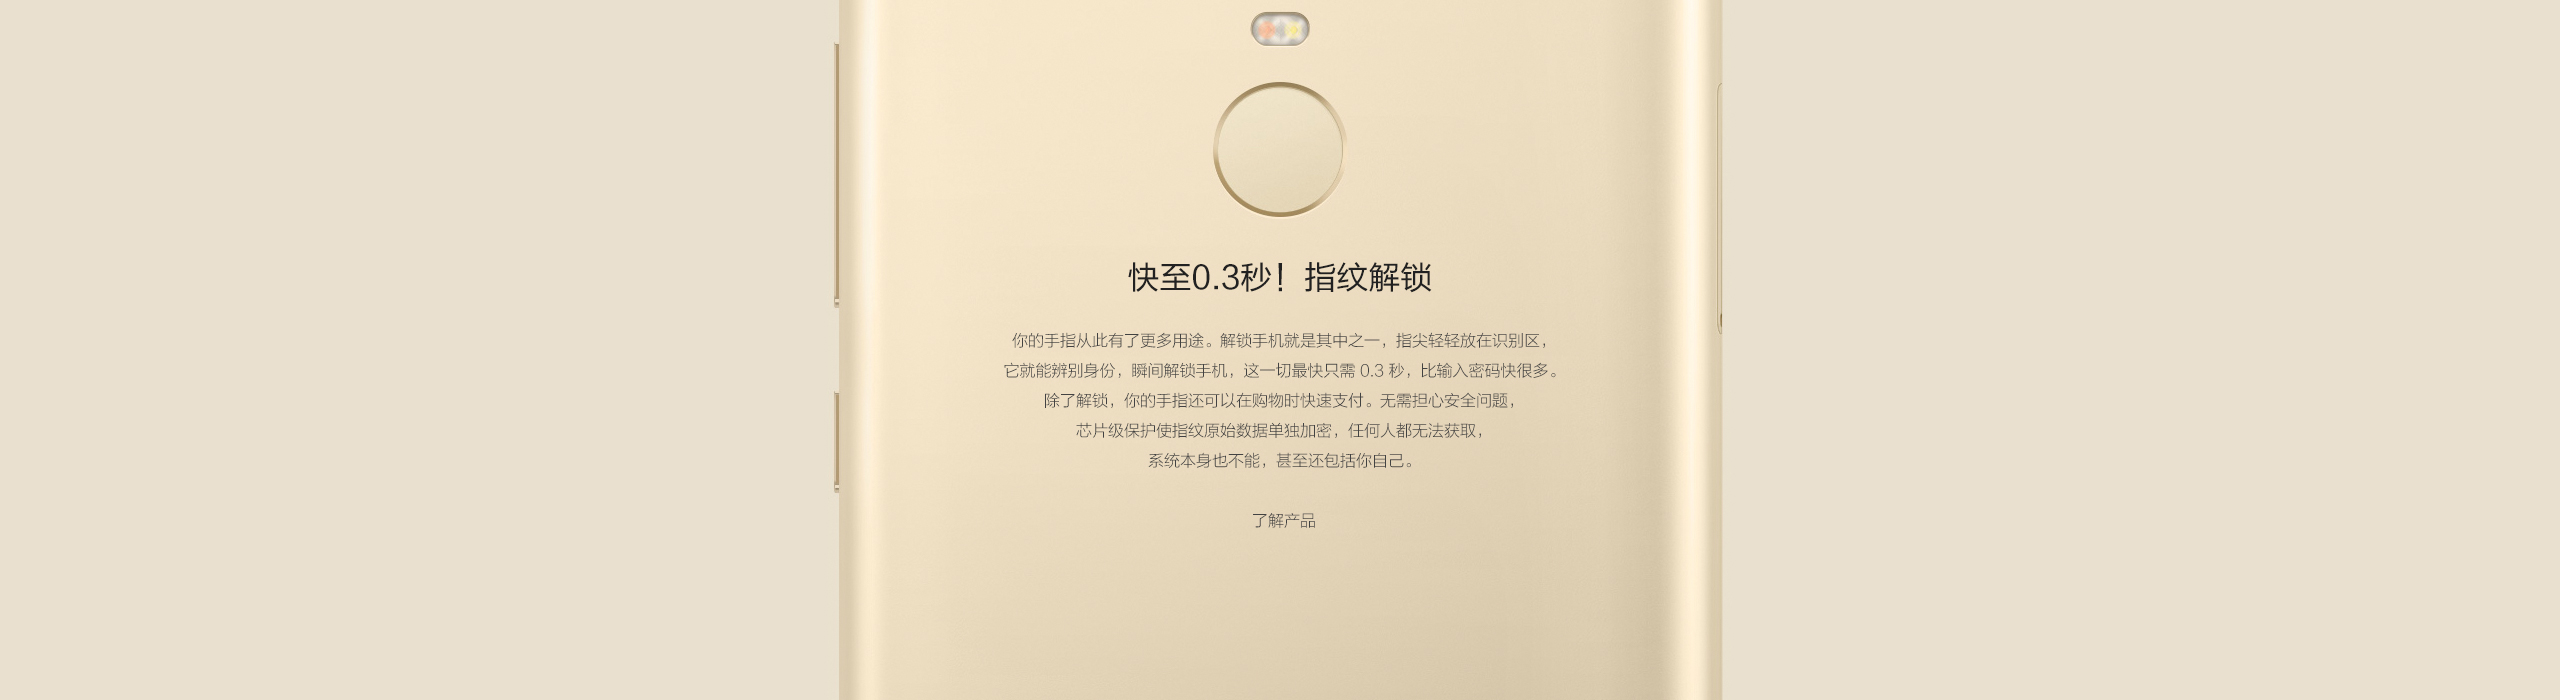 快至0.3秒！指纹解锁
你的手指从此有了更多用途。解锁手机就是其中之一，指尖轻轻放在识别区，
它就能辨别身份，瞬间解锁手机，这一切最快只需 0.3 秒，比输入密码快很多。
除了解锁，你的手指还可以在购物时快速支付。无需担心安全问题，
芯片级保护使指纹原始数据单独加密，任何人都无法获取，
系统本身也不能，甚至还包括你自己。
了解产品